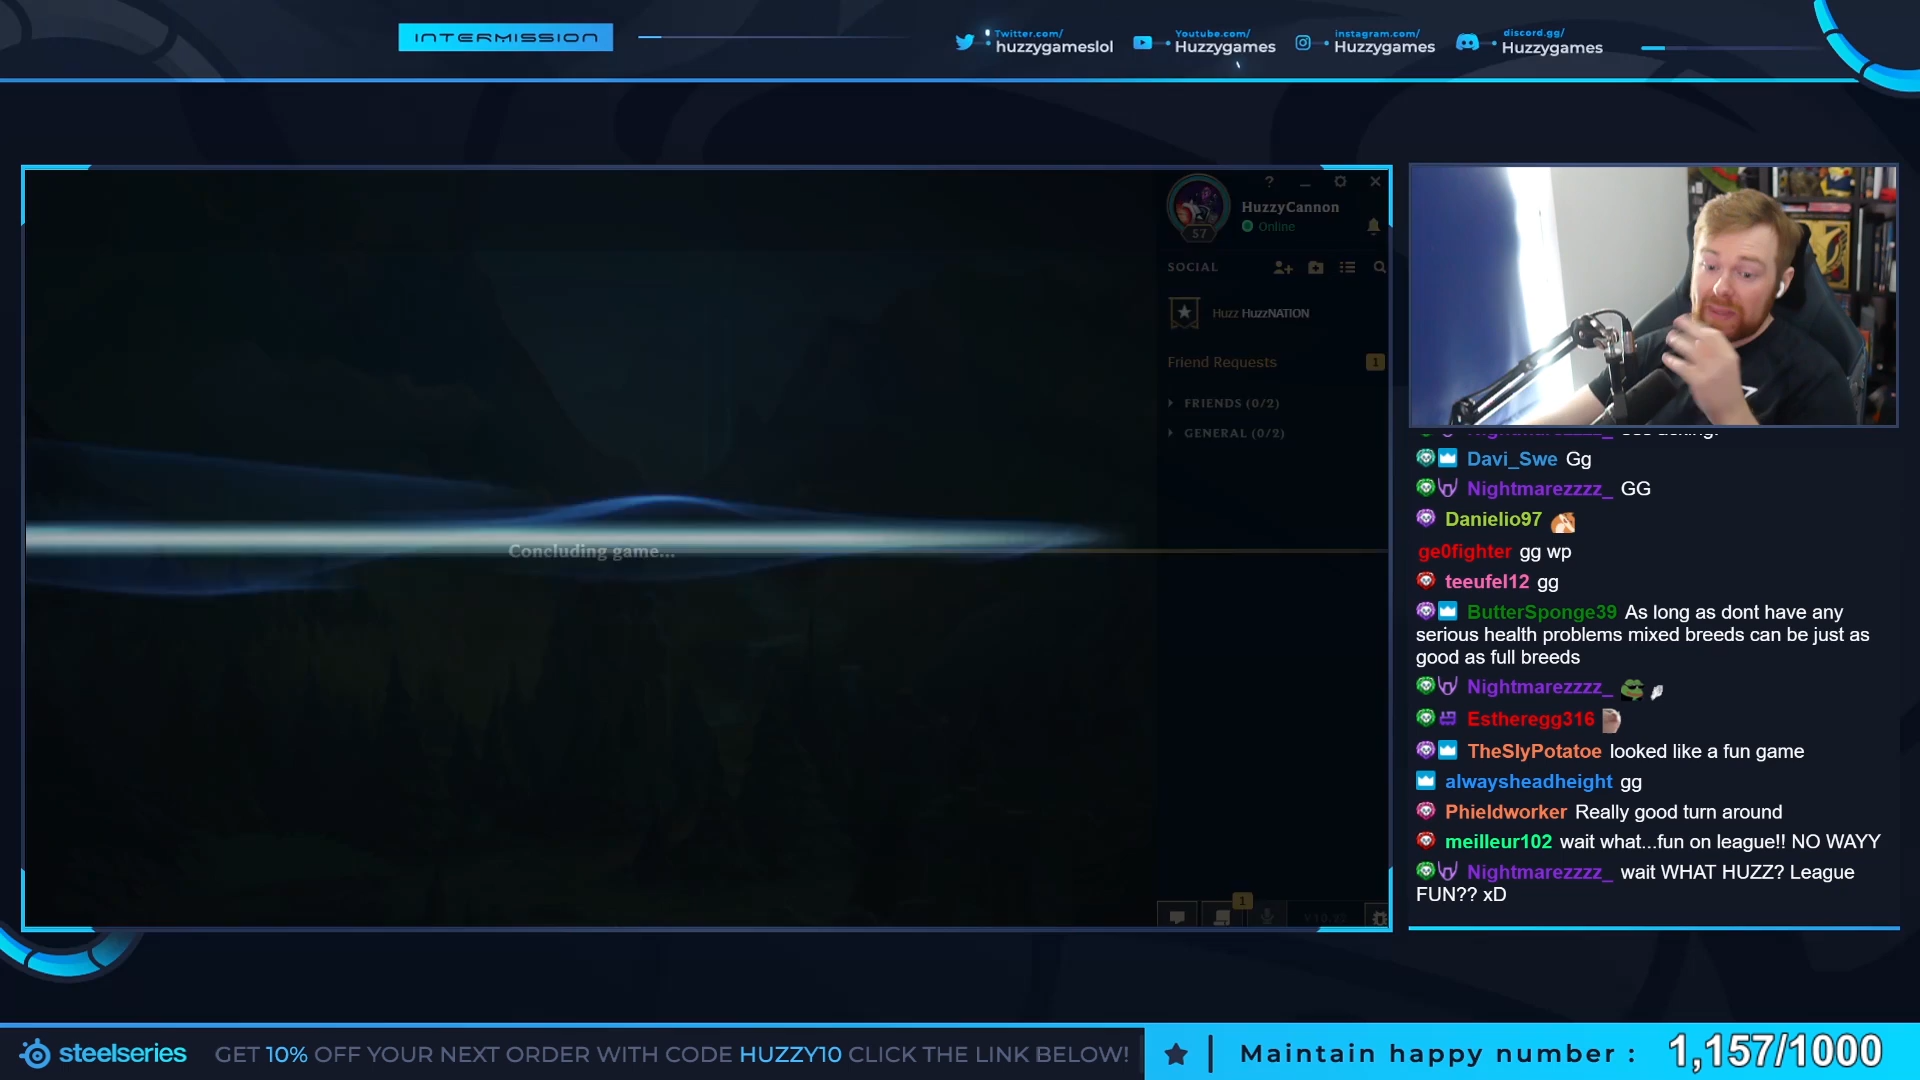 INTERMISSION
Twitter.com/
huzzygameslol
Youtube.com/
Huzzygames
instagram.com/
Huzzygames
discord.gg/
Huzzygames
HuzzyCannon
57
Online
SOCIAL
Huzz HuzzNATION
Friend Requests
1
FRIENDS (0/2)
GENERAL (0/2)
Concluding game...
1
Davi_Swe Gg
Nightmarezzzz_ GG
Danielio97
ge0fighter gg wp
teeufel12 gg
ButterSponge39 As long as dont have any
serious health problems mixed breeds can be just as
good as full breeds
Nightmarezzzz_
Estheregg316
TheSlyPotatoe looked like a fun game
alwaysheadheight gg
Phieldworker Really good turn around
meilleur102 wait what...fun on league!! NO WAYY
Nightmarezzzz_ wait WHAT HUZZ? League
FUN?? xD
steelseries
GET 10% OFF YOUR NEXT ORDER WITH CODE HUZZY10 CLICK THE LINK BELOW!
Maintain happy number : 1,157/1000